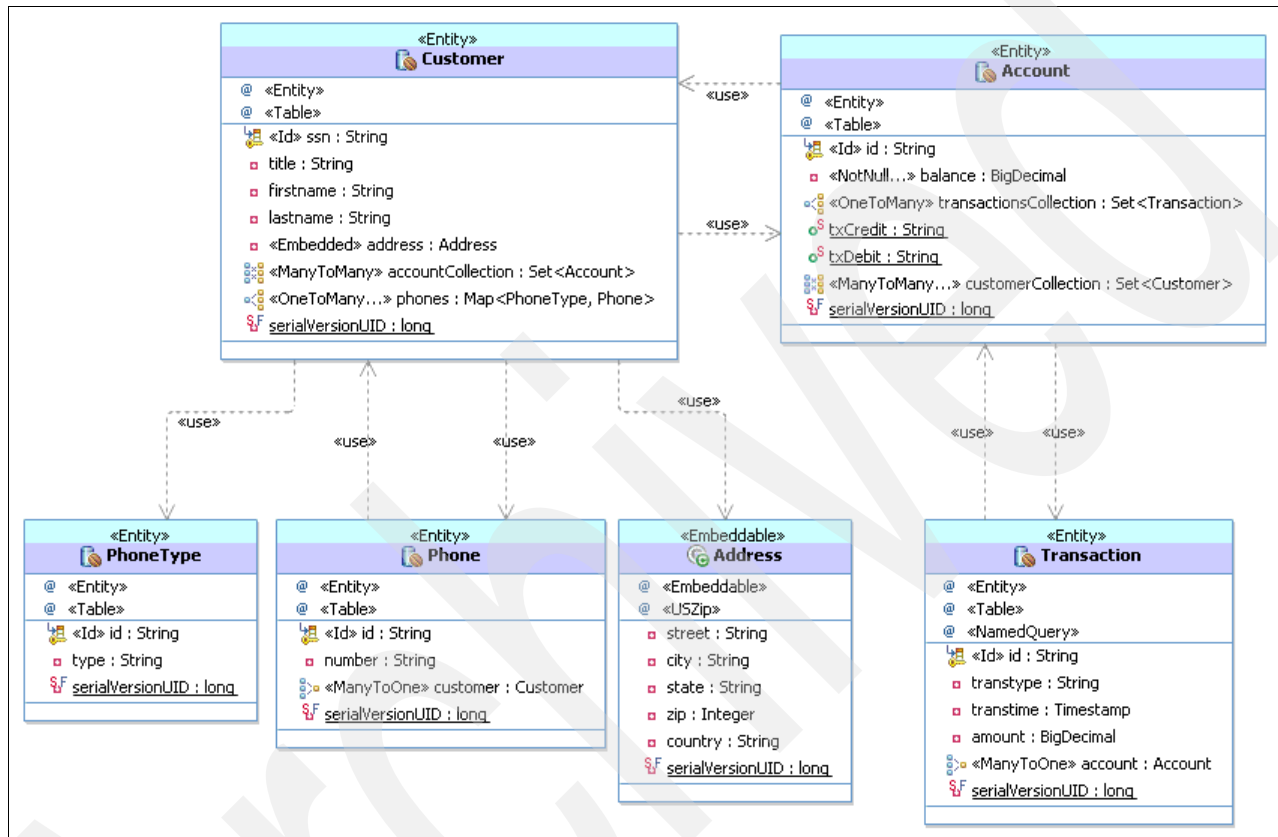 «Entity»
Customer
@ «Entity»
@ «Table»
«Id» ssn : String
title : String
firstname : String
lastname : String
«Embedded» address : Address
«ManyToMany» accountCollection : Set<Account>
«OneToMany...» phones : Map<PhoneType, Phone>
serialVersionUID : long
«use»
«use»
«Entity»
Account
@ «Entity»
@ «Table»
«Id» id : String
«NotNull...» balance : BigDecimal
«OneToMany» transactionsCollection : Set<Transaction>
txCredit : String
txDebit : String
«ManyToMany...» customerCollection : Set<Customer>
serialVersionUID : long
«use»
«use»
«use»
«use»
«use»
«use»
«Entity»
PhoneType
@ «Entity»
@ «Table»
«Id» id : String
type : String
serialVersionUID : long
«Entity»
Phone
@ «Entity»
@ «Table»
«Id» id : String
number : String
«ManyToOne» customer : Customer
serialVersionUID : long
«Embeddable»
Address
@ «Embeddable»
@ «USZip»
street : String
city : String
state : String
zip : Integer
country : String
serialVersionUID : long
«Entity»
Transaction
@ «Entity»
@ «Table»
@ «NamedQuery»
«Id» id : String
transtype : String
transtime : Timestamp
amount : BigDecimal
«ManyToOne» account : Account
serialVersionUID : long
Archived